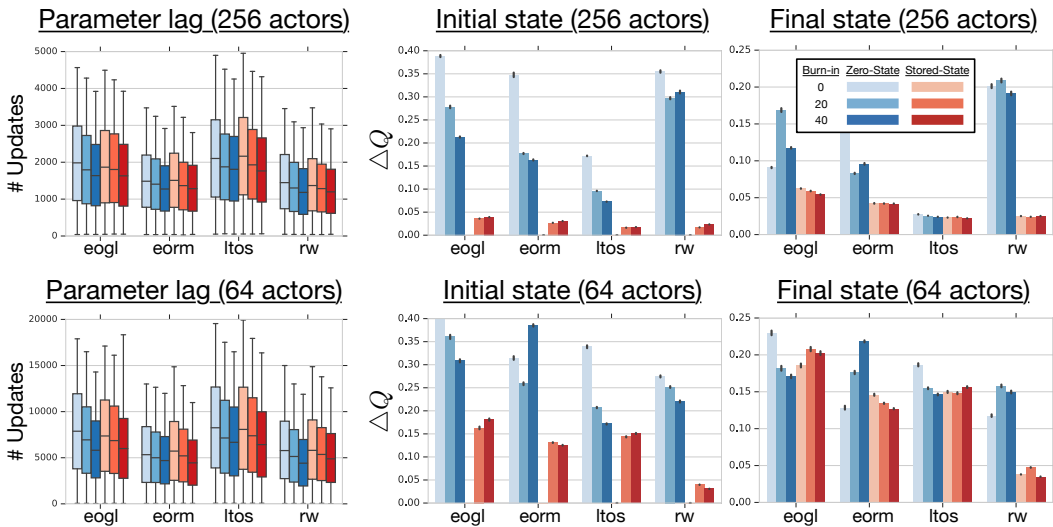 Parameter lag (256 actors)
Initial state (256 actors)
Final state (256 actors)
# Updates
5000
4000
3000
2000
1000
0
eogl
eorm
ltos
rw
△Q
0.40
0.35
0.30
0.25
0.20
0.15
0.10
0.05
0.00
eogl
eorm
ltos
rw
0.25
0.20
0.15
0.10
0.05
0.00
Burn-in Zero-State Stored-State
0
20
40
eogl
eorm
ltos
rw
Parameter lag (64 actors)
Initial state (64 actors)
Final state (64 actors)
# Updates
20000
15000
10000
5000
0
eogl
eorm
ltos
rw
△Q
0.40
0.35
0.30
0.25
0.20
0.15
0.10
0.05
0.00
eogl
eorm
ltos
rw
0.25
0.20
0.15
0.10
0.05
0.00
eogl
eorm
ltos
rw